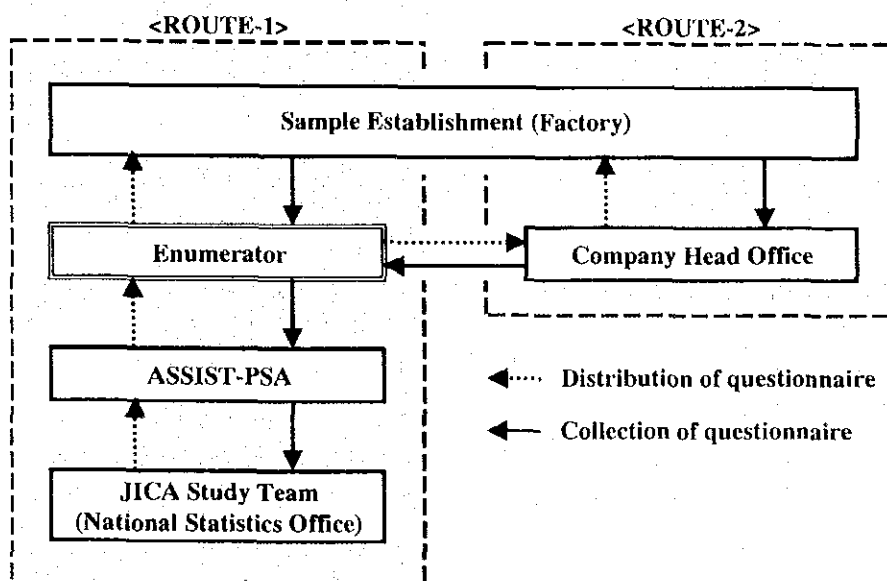 <ROUTE-1>
<ROUTE-2>
Sample Establishment (Factory)
Enumerator
Company Head Office
ASSIST-PSA
Distribution of questionnaire
Collection of questionnaire
JICA Study Team
(National Statistics Office)